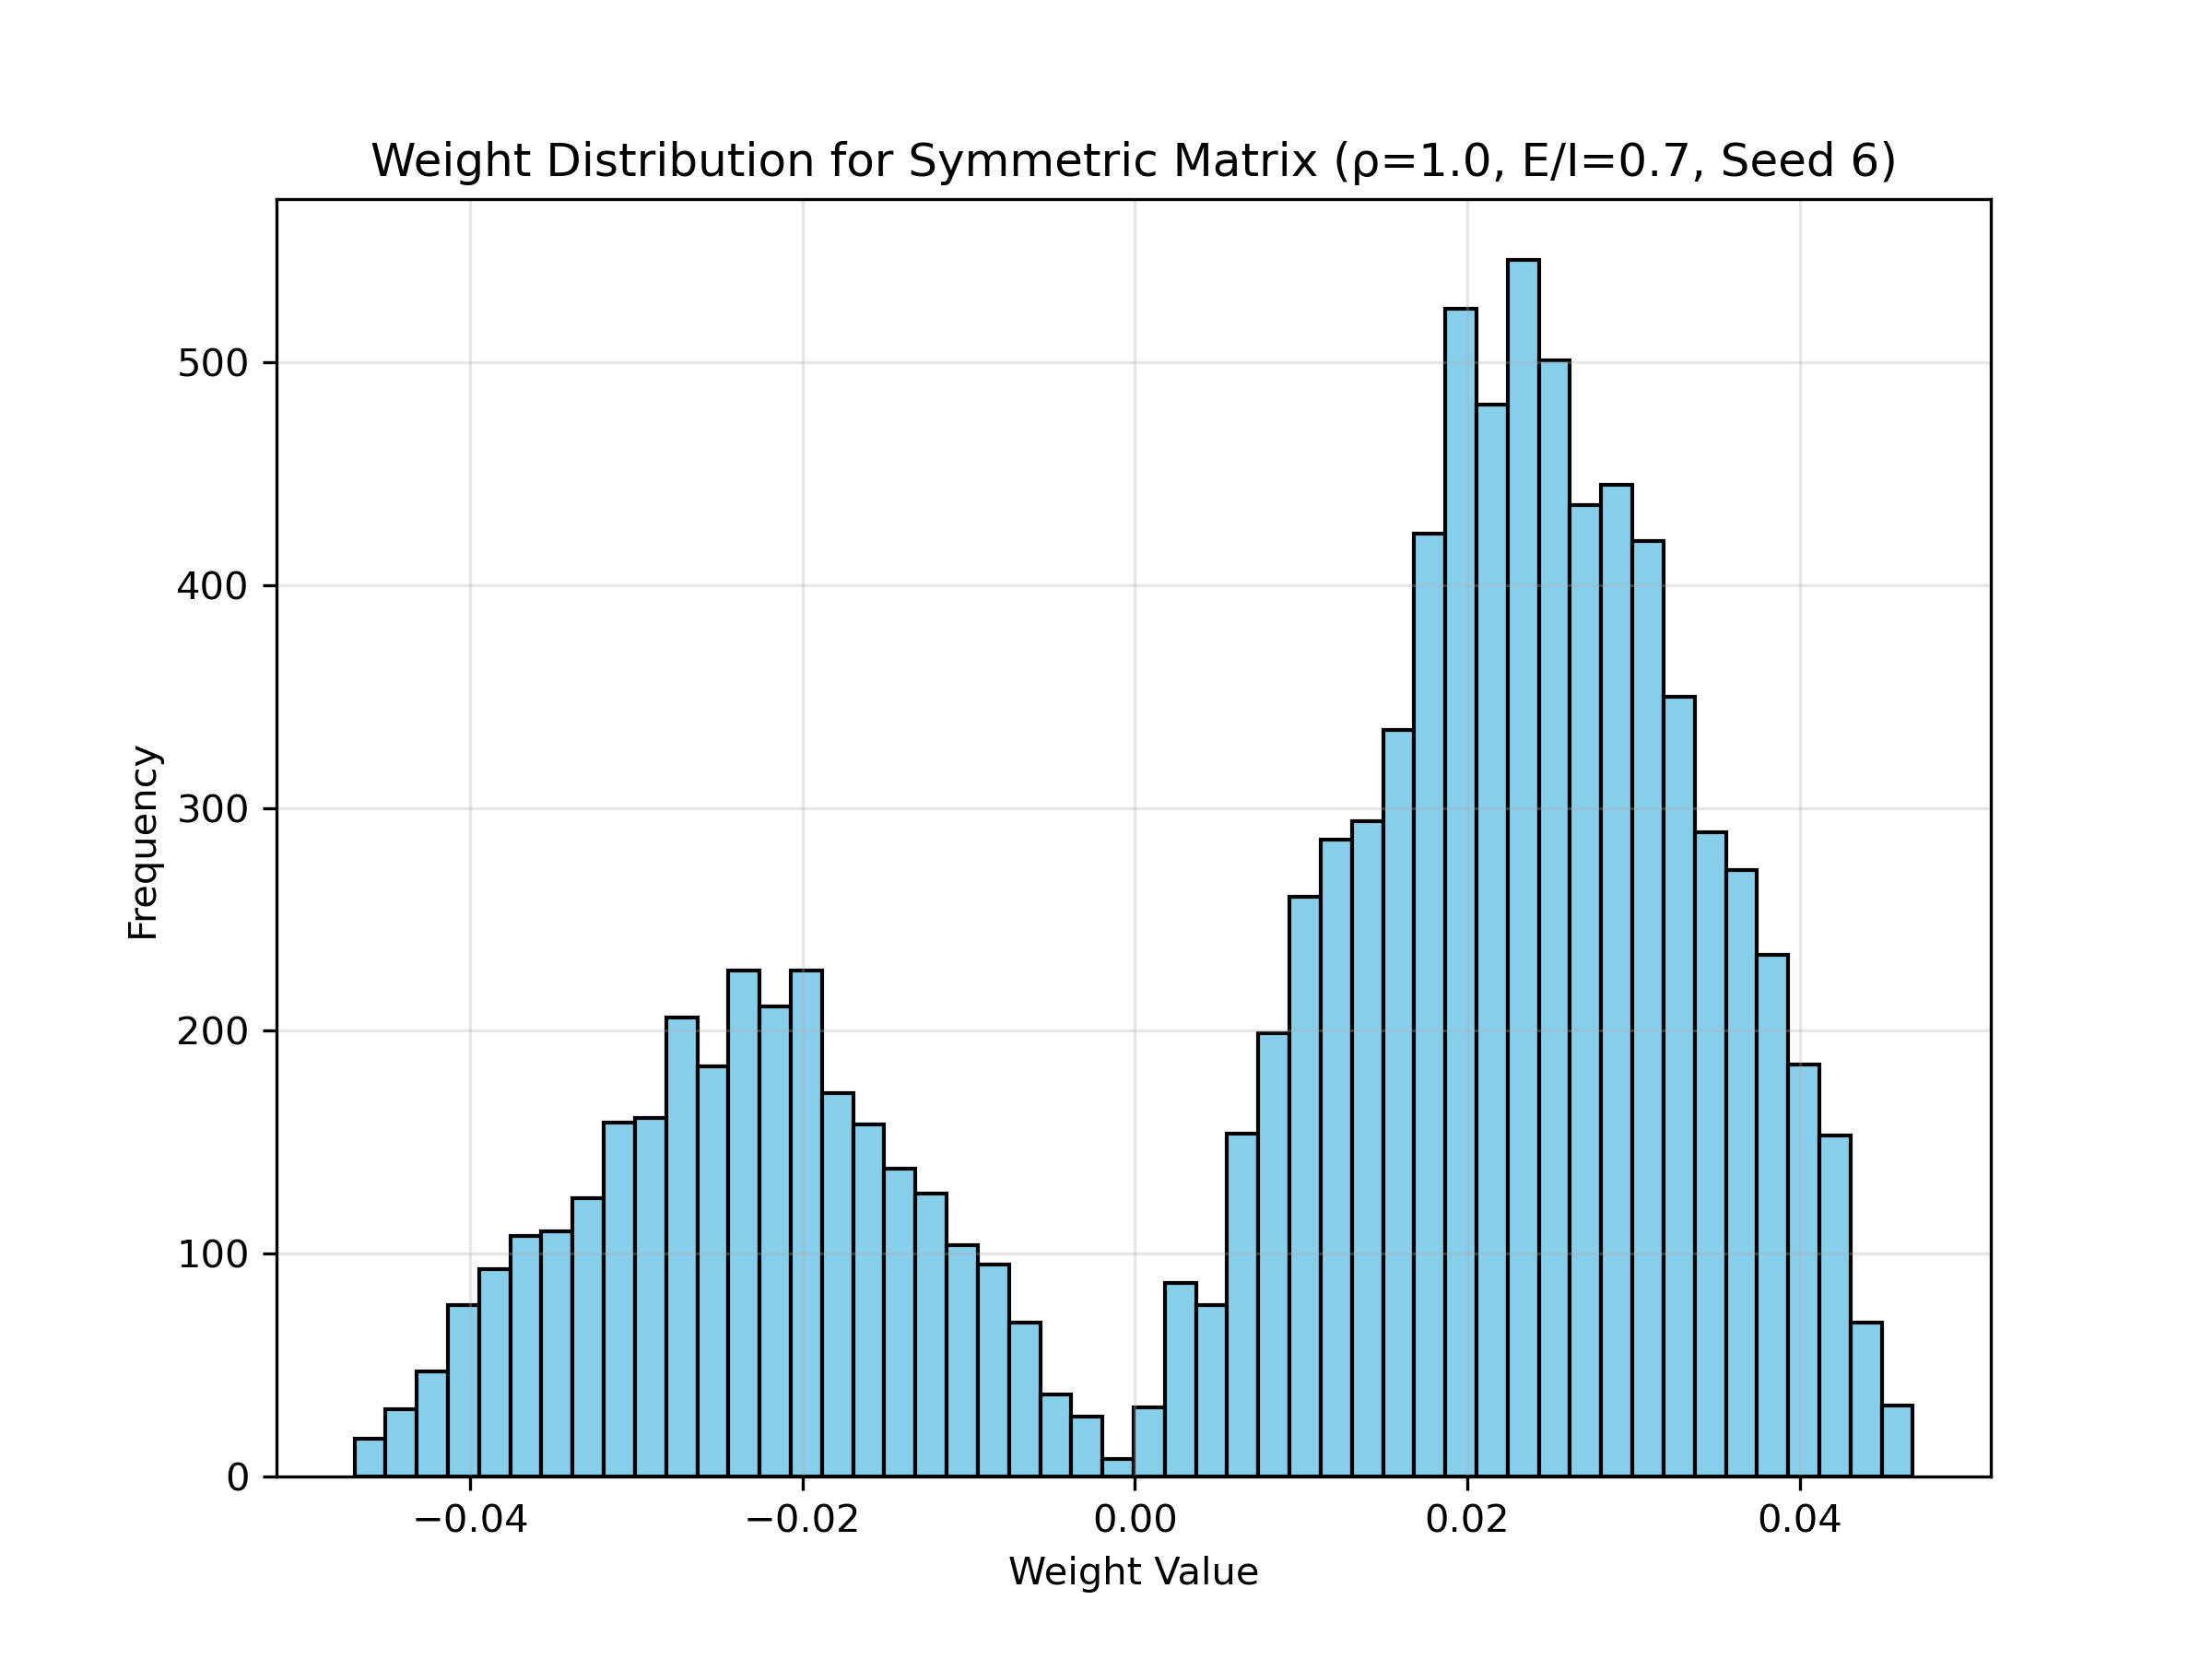 Weight Distribution for Symmetric Matrix (ρ=1.0, E/I=0.7, Seed 6)
Frequency
500
400
300
200
100
0
−0.04 −0.02 0.00 0.02 0.04
Weight Value